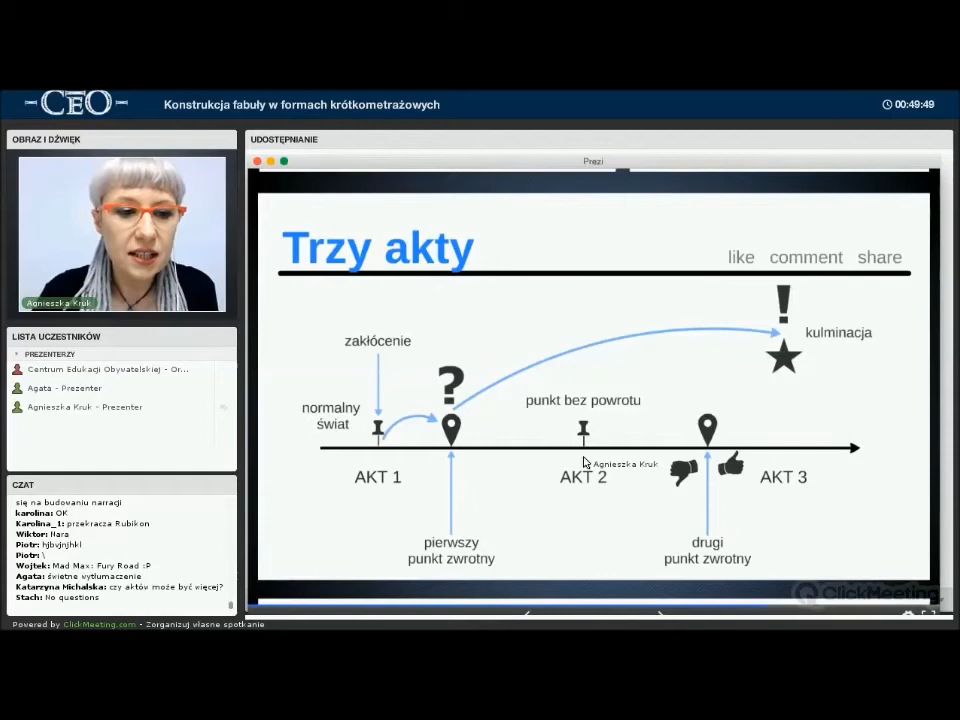 CEO
Konstrukcja fabuły w formach krótkometrażowych
00:49:49
OBRAZ I DŹWIĘK
UDOSTĘPNIANIE
Prezi
Agnieszka Kruk
LISTA UCZESTNIKÓW
PREZENTERZY
Centrum Edukacji Obywatelskiej - Or...
Agata - Prezenter
Agnieszka Kruk - Prezenter
CZAT
się na budowaniu narracji
karolina: OK
Karolina_1: przekracza Rubikon
Wiktor: Nara
Piotr: hjbvjnjhkl
Piotr: \
Wojtek: Mad Max: Fury Road :P
Agata: świetne wytłumaczenie
Katarzyna Michalska: czy aktów może być więcej?
Stach: No questions
Trzy akty
like comment share
!
kulminacja
zakłócenie
?
normalny
świat
punkt bez powrotu
Agnieszka Kruk
AKT 1
AKT 2
AKT 3
pierwszy
punkt zwrotny
drugi
punkt zwrotny
ClickMeeting
Powered by ClickMeeting.com - Zorganizuj własne spotkanie